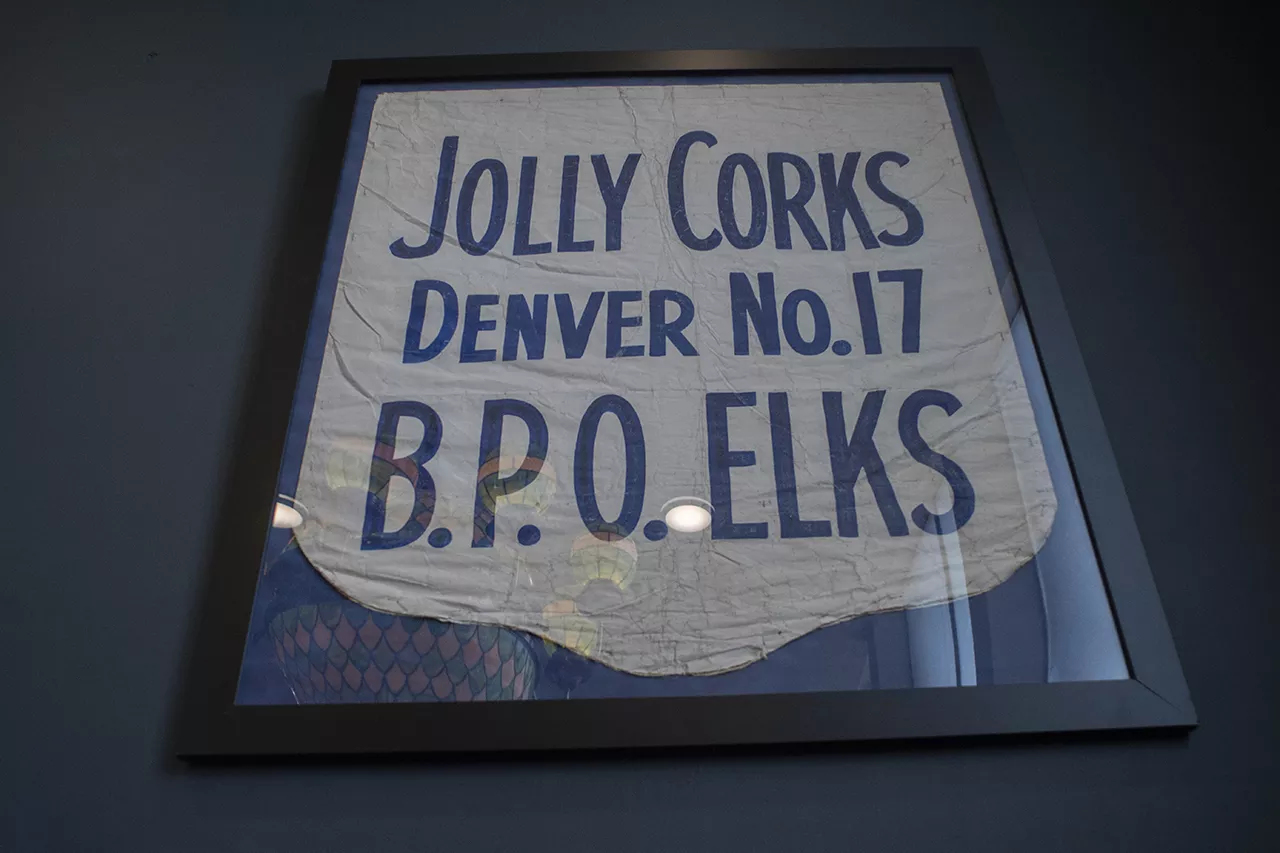 JOLLY CORKS
DENVER NO. 17
B.P.O. ELKS